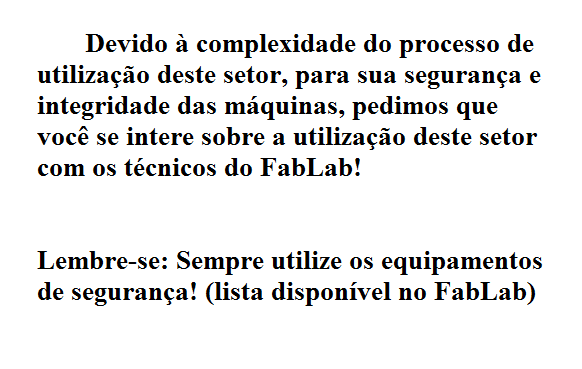 Devido à complexidade do processo de
utilização deste setor, para sua segurança e
integridade das máquinas, pedimos que
você se intere sobre a utilização deste setor
com os técnicos do FabLab!
Lembre-se: Sempre utilize os equipamentos
de segurança! (lista disponível no FabLab)